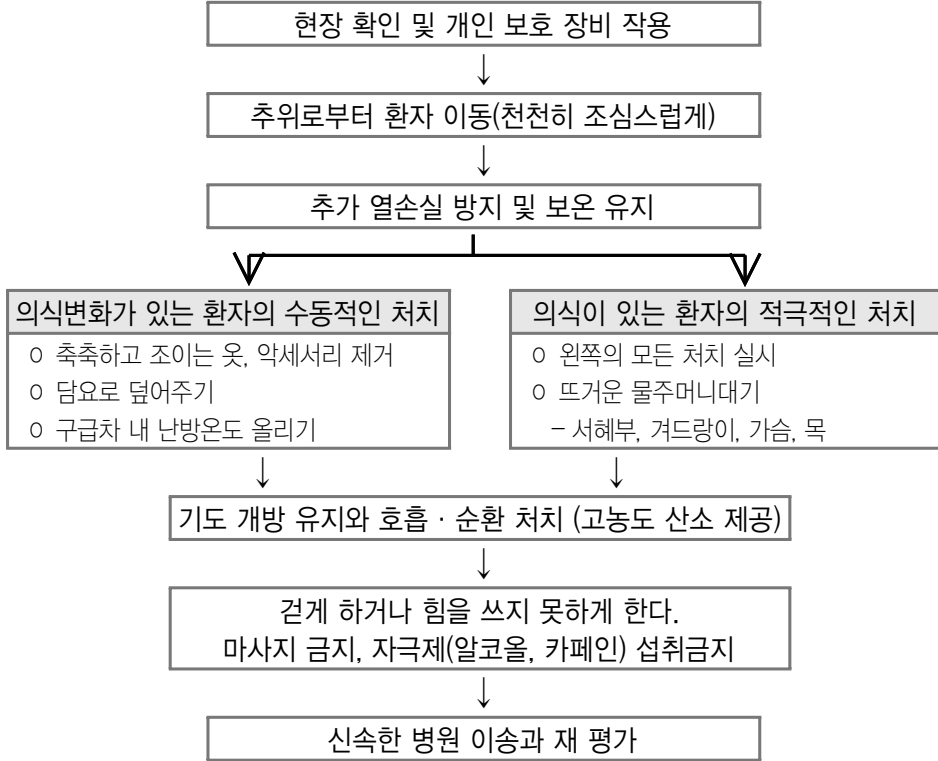 현장 확인 및 개인 보호 장비 작용
↓
추위로부터 환자 이동(천천히 조심스럽게)
↓
추가 열손실 방지 및 보온 유지
의식변화가 있는 환자의 수동적인 처치
o 축축하고 조이는 옷, 악세서리 제거
o 담요로 덮어주기
o 구급차 내 난방온도 올리기
의식이 있는 환자의 적극적인 처치
o 왼쪽의 모든 처치 실시
o 뜨거운 물주머니대기
– 서혜부, 겨드랑이, 가슴, 목
↓ ↓
기도 개방 유지와 호흡 · 순환 처치 (고농도 산소 제공)
↓
걷게 하거나 힘을 쓰지 못하게 한다.
마사지 금지, 자극제(알코올, 카페인) 섭취금지
↓
신속한 병원 이송과 재 평가